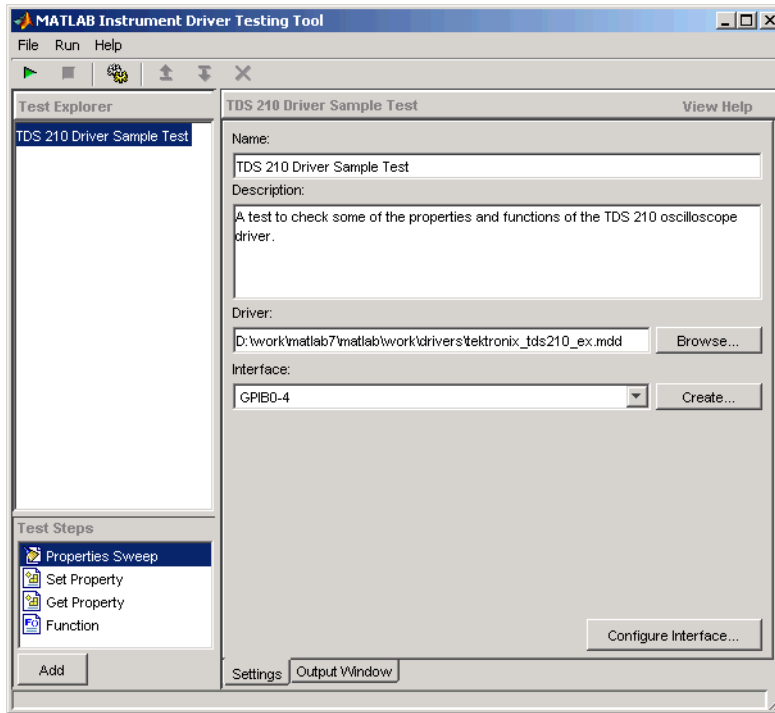 MATLAB Instrument Driver Testing Tool
File Run Help
Test Explorer
TDS 210 Driver Sample Test
TDS 210 Driver Sample Test View Help
Name:
TDS 210 Driver Sample Test
Description:
A test to check some of the properties and functions of the TDS 210 oscilloscope
driver.
Driver:
D:\work\matlab7\matlab\work\drivers\tektronix_tds210_ex.mdd Browse...
Interface:
GPIB0-4 Create...
Test Steps
Properties Sweep
Set Property
Get Property
Function
Add
Configure Interface...
Settings Output Window